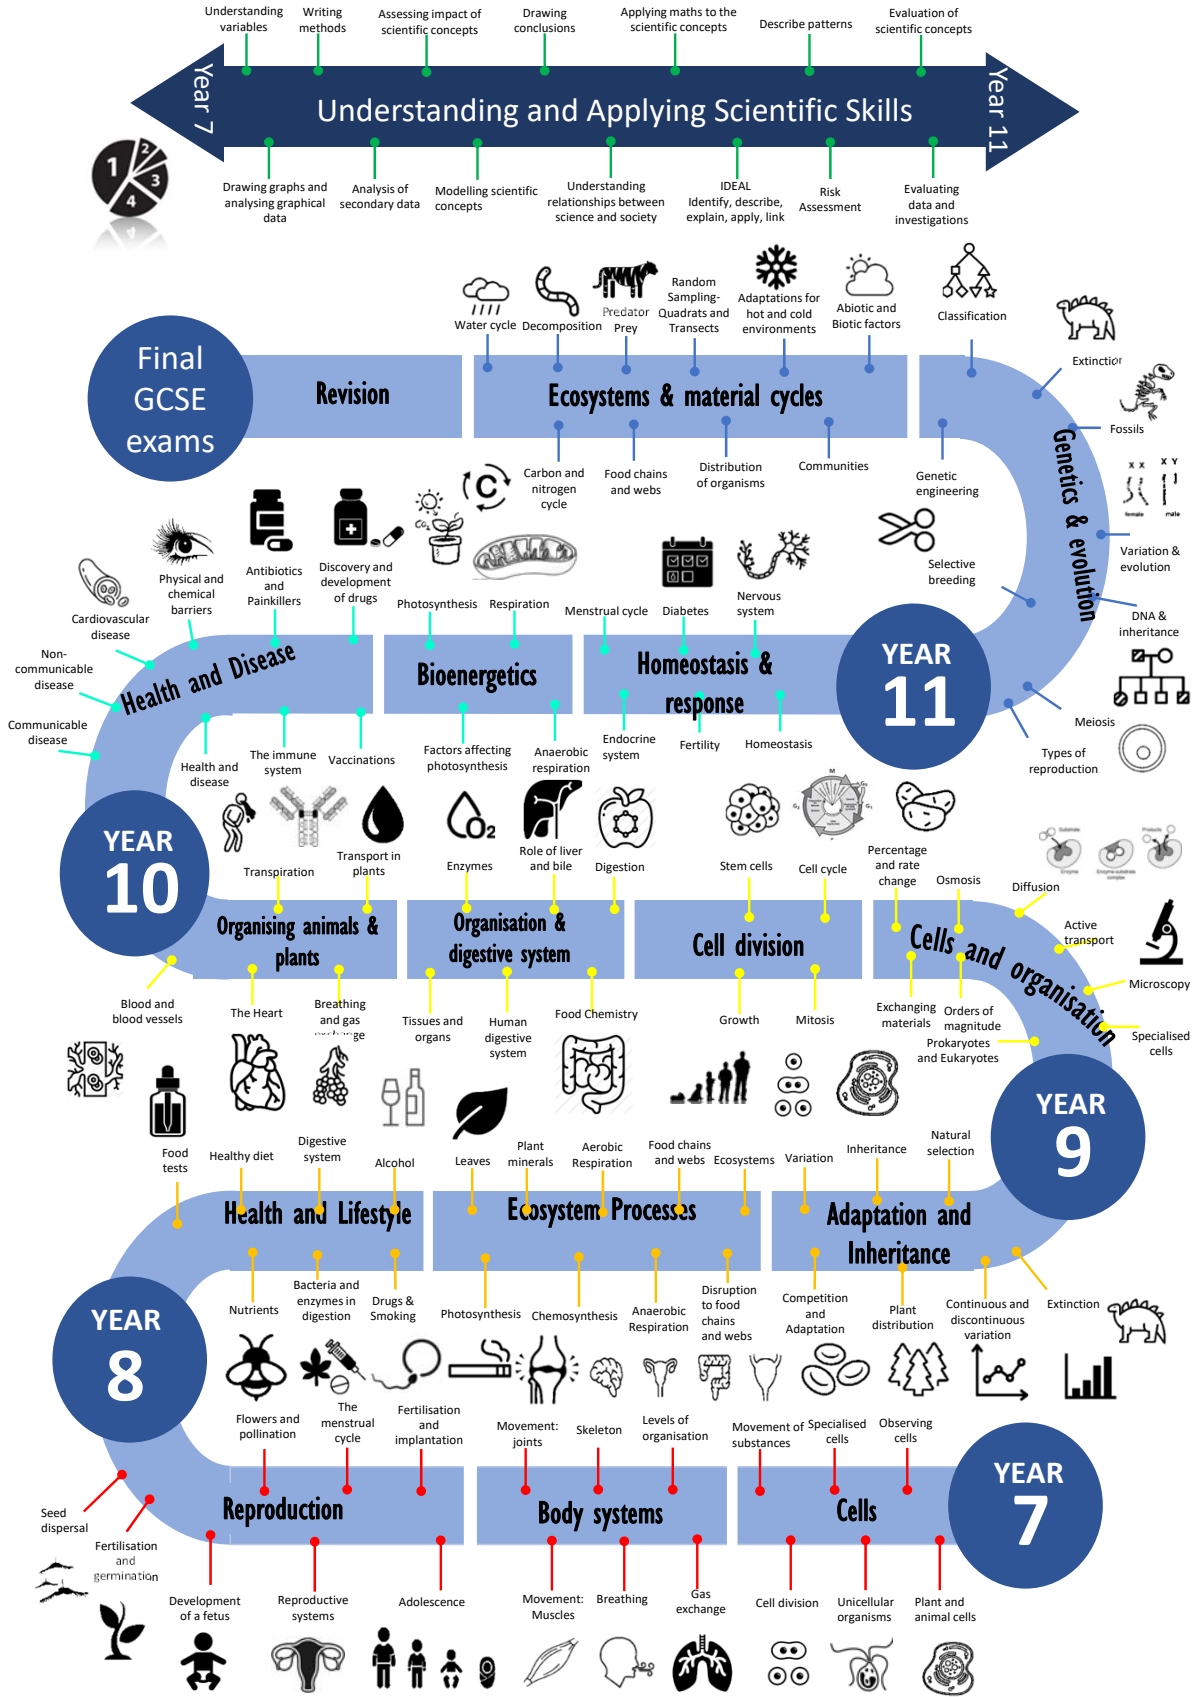 Understanding
variables
Writing
methods
Assessing impact of
scientific concepts
Drawing
conclusions
Applying maths to the
scientific concepts
Describe patterns
Evaluation of
scientific concepts
Year 7
Understanding and Applying Scientific Skills
Year 11
1
2
3
4
Drawing graphs and
analysing graphical
data
Analysis of
secondary data
Modelling scientific
concepts
Understanding
relationships between
science and society
IDEAL
Identify, describe,
explain, apply, link
Risk
Assessment
Evaluating
data and
investigations
Water cycle
Decomposition
Predator
Prey
Random
Sampling-
Quadrats and
Transects
Adaptations for
hot and cold
environments
Abiotic and
Biotic factors
Classification
Extinction
Fossils
Final
GCSE
exams
Revision
Ecosystems & material cycles
Genetics & evolution
Carbon and
nitrogen
cycle
Food chains
and webs
Distribution
of organisms
Communities
Genetic
engineering
X X
X Y
female
male
Variation &
evolution
Selective
breeding
DNA &
inheritance
Meiosis
Types of
reproduction
C
CO2
Cardiovascular
disease
Physical and
chemical
barriers
Antibiotics
and
Painkillers
Discovery and
development
of drugs
Photosynthesis
Respiration
Menstrual cycle
Diabetes
Nervous
system
Non-
communicable
disease
Communicable
disease
Health and Disease
Bioenergetics
Homeostasis &
response
YEAR
11
Health and
disease
The immune
system
Vaccinations
Factors affecting
photosynthesis
Anaerobic
respiration
Endocrine
system
Fertility
Homeostasis
YEAR
10
O2
M
G0
G1
G2
Transpiration
Transport in
plants
Enzymes
Role of liver
and bile
Digestion
Stem cells
Cell cycle
Percentage
and rate
change
Osmosis
Diffusion
Active
transport
Microscopy
Specialised
cells
Substrate
Enzyme
Enzyme-substrate
complex
Products
Organising animals &
plants
Organisation &
digestive system
Cell division
Cells and organisation
Blood and
blood vessels
The Heart
Breathing
and gas
exchange
Tissues and
organs
Human
digestive
system
Food Chemistry
Growth
Mitosis
Exchanging
materials
Orders of
magnitude
Prokaryotes
and Eukaryotes
YEAR
9
Food
tests
Healthy diet
Digestive
system
Alcohol
Leaves
Plant
minerals
Aerobic
Respiration
Food chains
and webs
Ecosystems
Variation
Inheritance
Natural
selection
Health and Lifestyle
Ecosystem Processes
Adaptation and
Inheritance
Nutrients
Bacteria and
enzymes in
digestion
Drugs &
Smoking
Photosynthesis
Chemosynthesis
Anaerobic
Respiration
Disruption
to food
chains
and webs
Competition
and
Adaptation
Plant
distribution
Continuous and
discontinuous
variation
Extinction
YEAR
8
Flowers and
pollination
The
menstrual
cycle
Fertilisation
and
implantation
Movement:
joints
Skeleton
Levels of
organisation
Movement of
substances
Specialised
cells
Observing
cells
Reproduction
Body systems
Cells
YEAR
7
Seed
dispersal
Fertilisation
and
germination
Development
of a fetus
Reproductive
systems
Adolescence
Movement:
Muscles
Breathing
Gas
exchange
Cell division
Unicellular
organisms
Plant and
animal cells